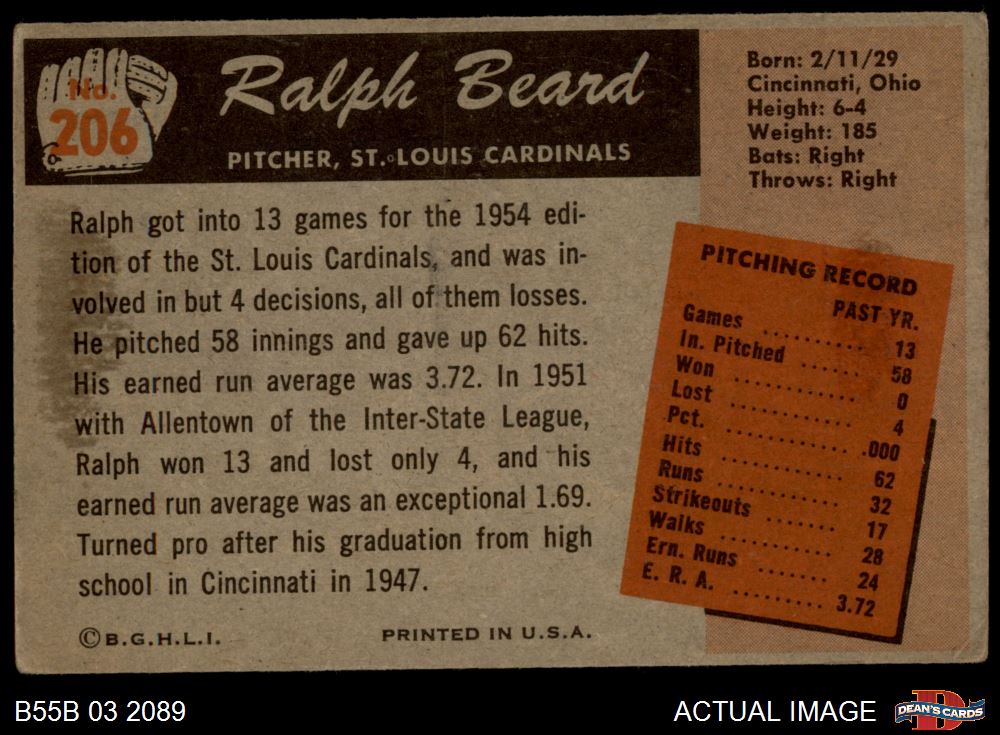 No.
206
Ralph Beard
PITCHER, ST. LOUIS CARDINALS
Born: 2/11/29
Cincinnati, Ohio
Height: 6-4
Weight: 185
Bats: Right
Throws: Right
Ralph got into 13 games for the 1954 edi-
tion of the St. Louis Cardinals, and was in-
volved in but 4 decisions, all of them losses.
He pitched 58 innings and gave up 62 hits.
His earned run average was 3.72. In 1951
with Allentown of the Inter-State League,
Ralph won 13 and lost only 4, and his
earned run average was an exceptional 1.69.
Turned pro after his graduation from high
school in Cincinnati in 1947.
PITCHING RECORD
PAST YR.
Games .......... 13
In. Pitched ...... 58
Won ............ 0
Lost ............ 4
Pct. ............ .000
Hits ............ 62
Runs ............ 32
Strikeouts ....... 17
Walks ........... 28
Ern. Runs ....... 24
E. R. A. ......... 3.72
©B.G.H.L.I.
PRINTED IN U.S.A.
B55B 03 2089
ACTUAL IMAGE
D
DEAN'S CARDS